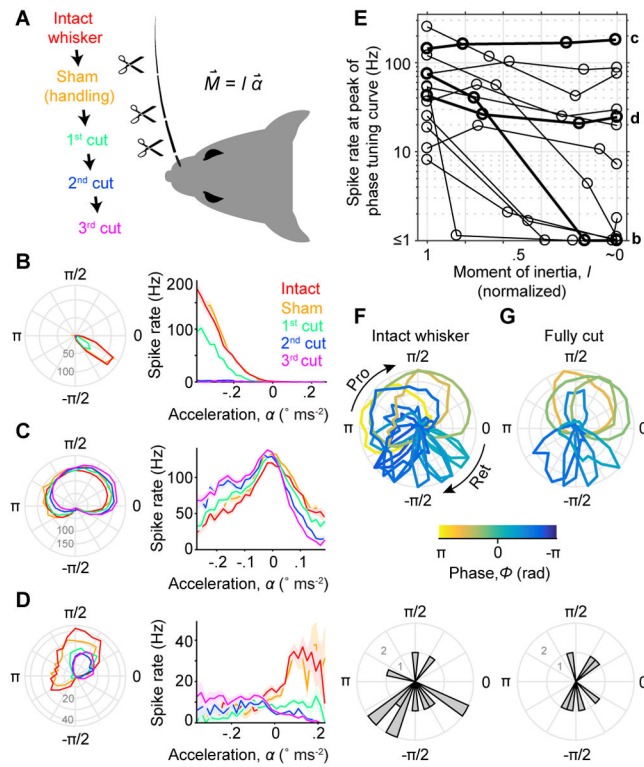 A
Intact
whisker
Sham
(handling)
1st cut
2nd cut
3rd cut
M = I α
B
π/2
π
0
50
100
-π/2
Spike rate (Hz)
200
100
0
-.2
0
.2
Acceleration, α (° ms-2)
Intact
Sham
1st cut
2nd cut
3rd cut
C
π/2
π
0
100
150
-π/2
Spike rate (Hz)
100
50
0
-.2
-.1
0
.1
Acceleration, α (° ms-2)
D
π/2
π
0
20
40
-π/2
Spike rate (Hz)
40
20
0
-.2
0
.2
Acceleration, α (° ms-2)
E
Spike rate at peak of
phase tuning curve (Hz)
100
10
≤1
c
d
b
1
.5
~0
Moment of inertia, I
(normalized)
F
Intact whisker
π/2
Pro
π
0
Ret
-π/2
G
Fully cut
π/2
π
0
-π/2
π
0
-π
Phase, Φ (rad)
π/2
2
1
π
0
-π/2
π/2
2
1
π
0
-π/2